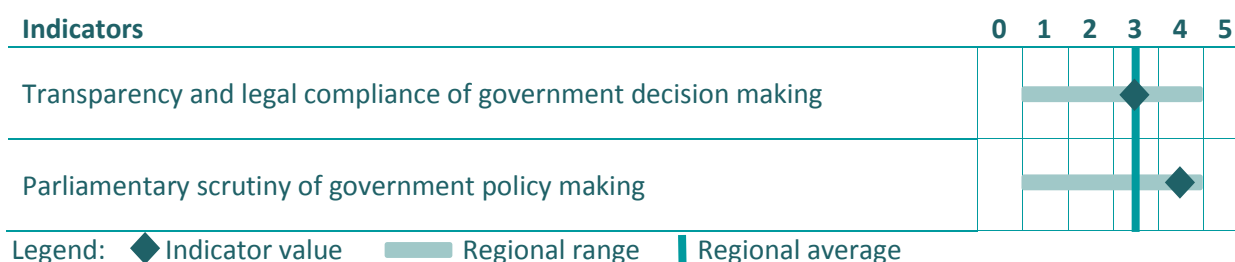 Indicators 0 1 2 3 4 5
Transparency and legal compliance of government decision making
Parliamentary scrutiny of government policy making
Legend: Indicator value Regional range Regional average